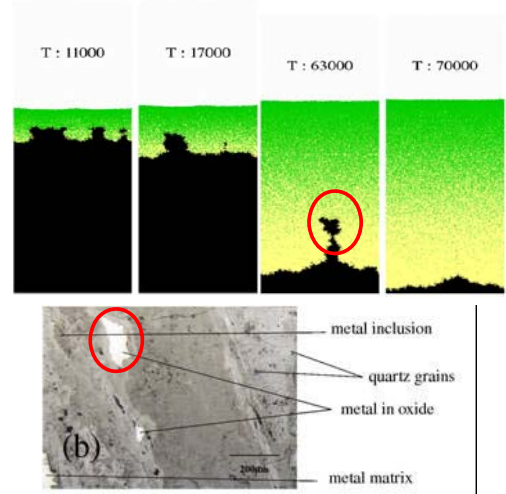 T : 11000
T : 17000
T : 63000
T : 70000
metal inclusion
quartz grains
metal in oxide
(b)
metal matrix